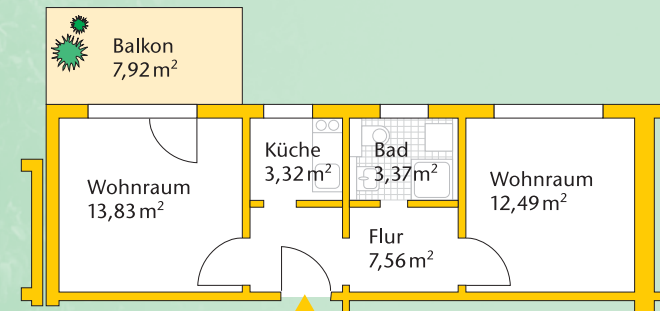 Balkon
7,92 m²
Küche
3,32 m²
Bad
3,37 m²
Wohnraum
13,83 m²
Wohnraum
12,49 m²
Flur
7,56 m²